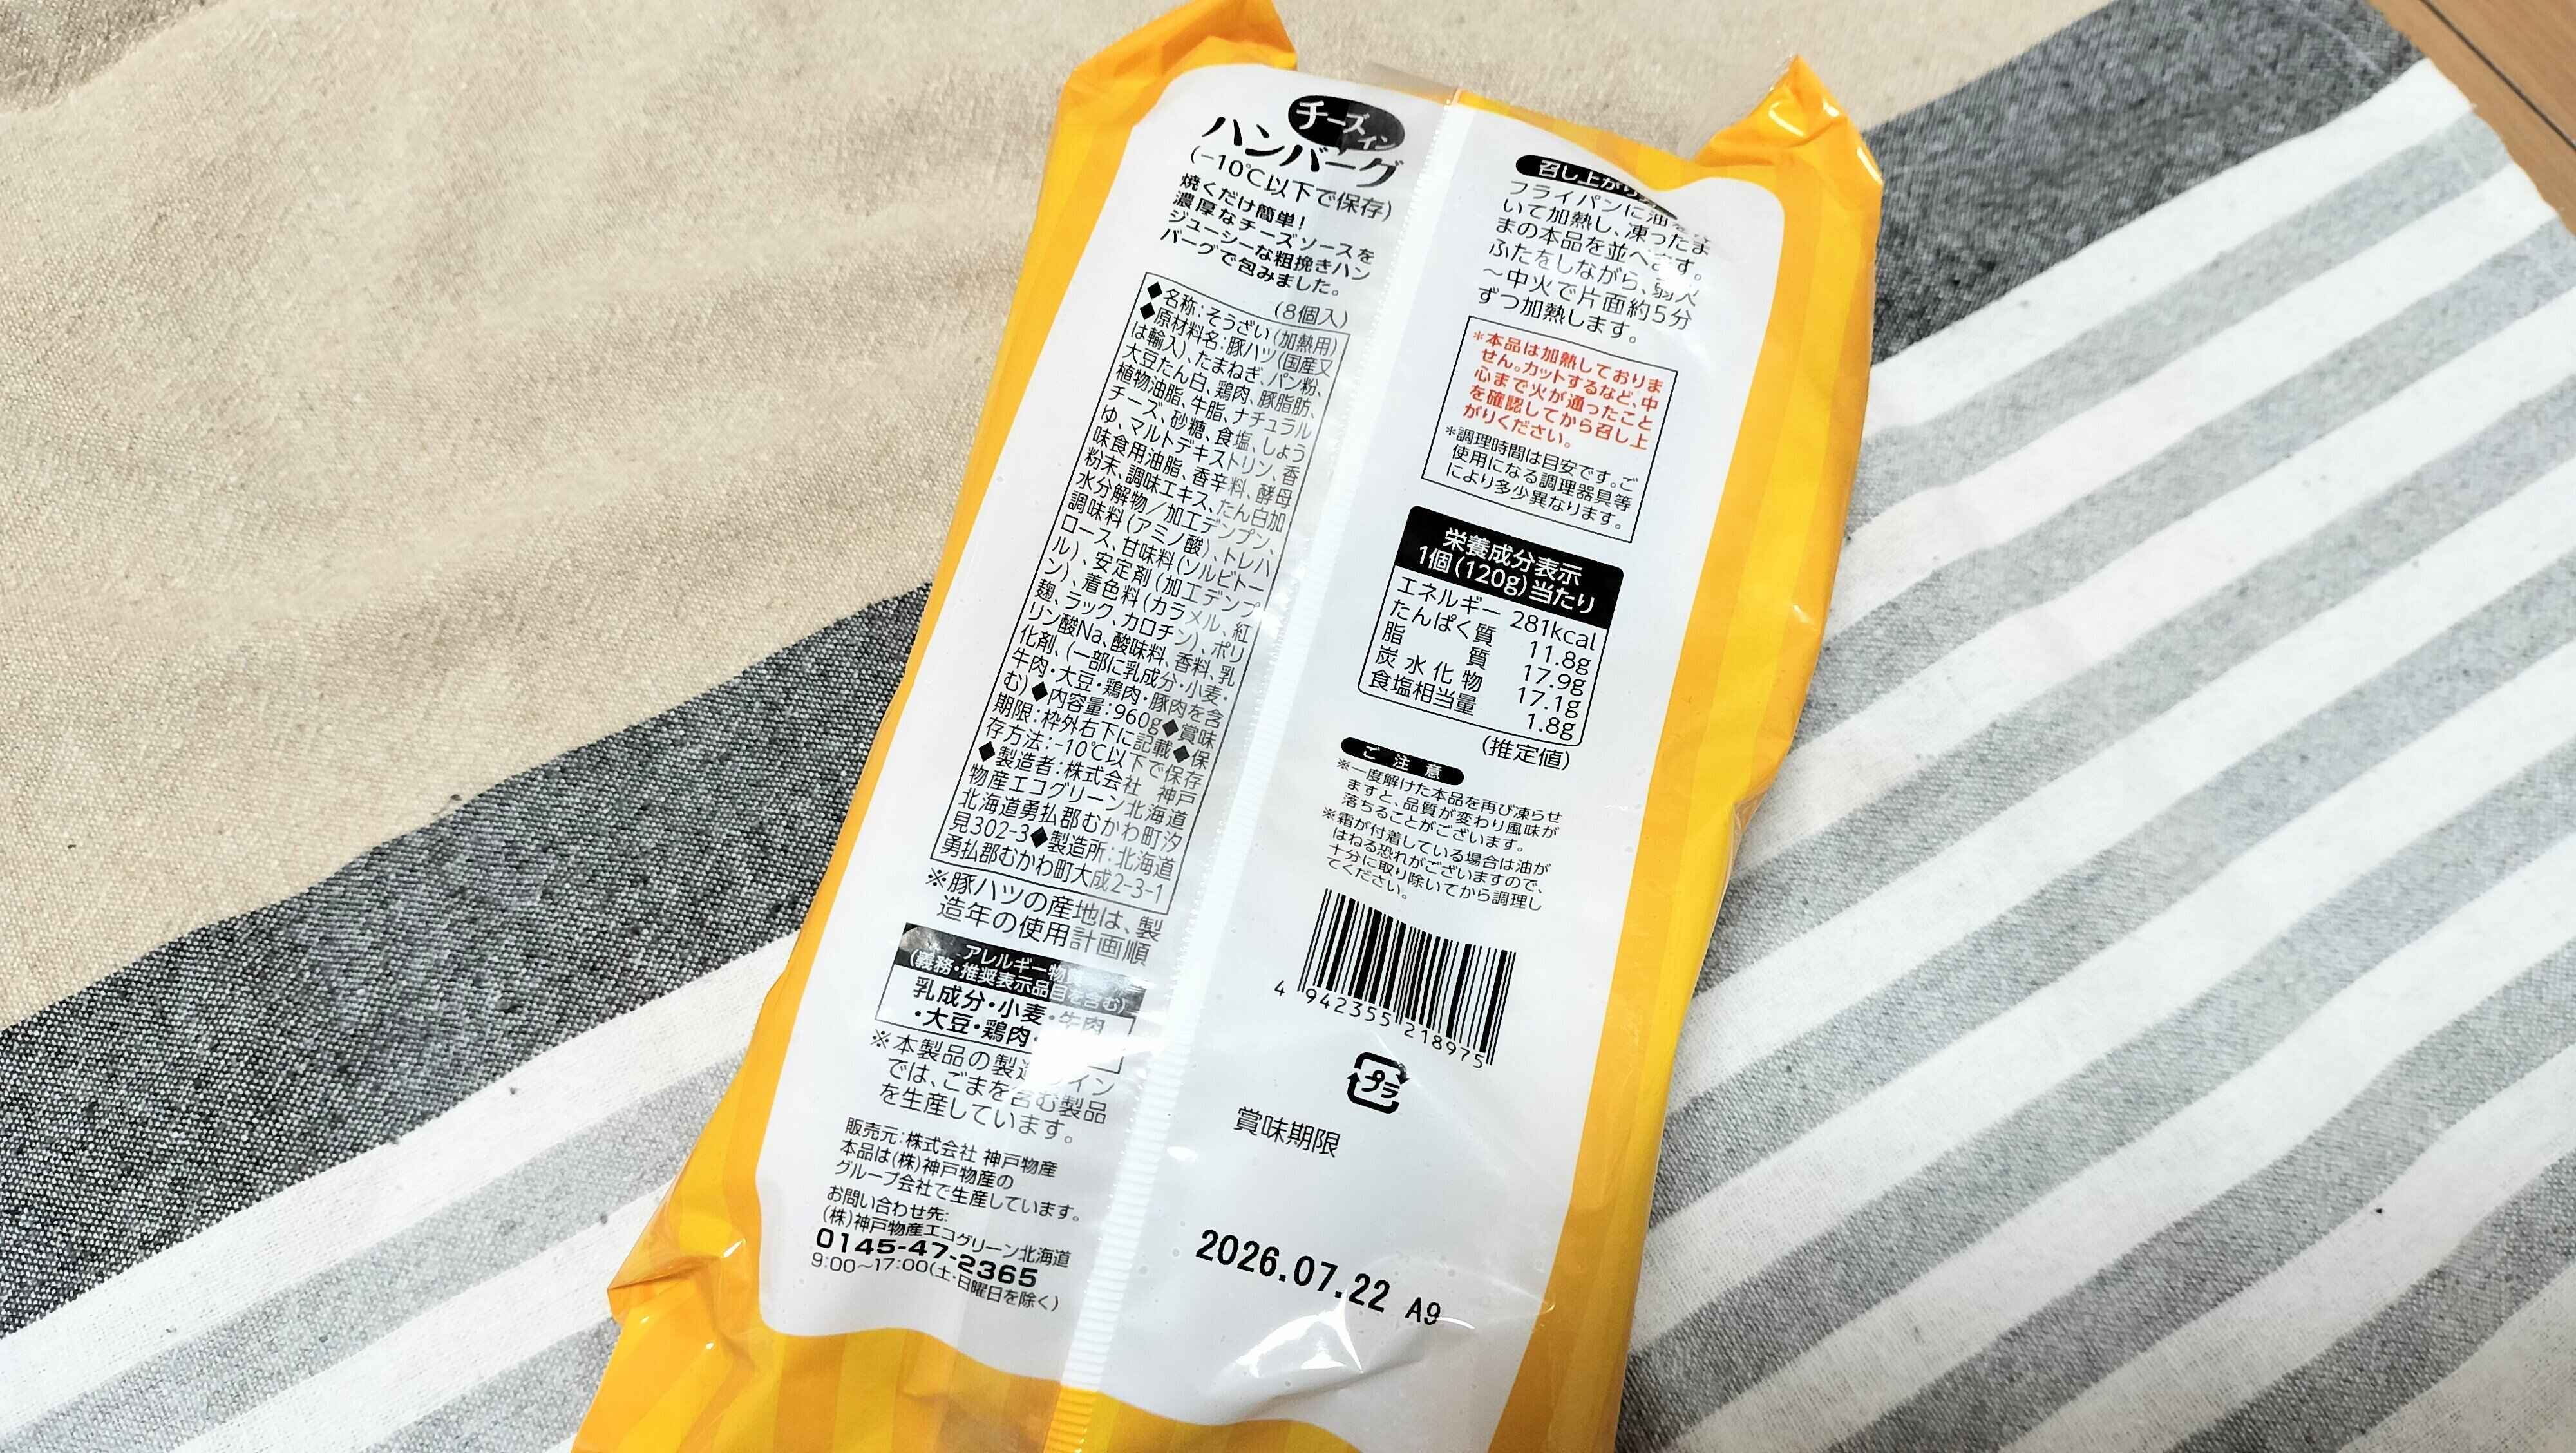 チーズイン
ハンバーグ
(-10℃以下で保存)
焼くだけ簡単!
濃厚なチーズソースを
ジューシーな粗挽きハン
バーグで包みました。
(8個入)
◆名称:そうざい(加熱用)
◆原材料名:豚ハツ(国産又
は輸入)、たまねぎ、パン粉、
大豆たん白、鶏肉、豚脂肪、
植物油脂、牛脂、ナチュラル
チーズ、砂糖、食塩、しょう
ゆ、マルトデキストリン、香
味食用油脂、香辛料、酵母
粉末、調味エキス、たん白加
水分解物/加工デンプン、
調味料(アミノ酸)、トレハ
ロース、甘味料(ソルビトー
ル)、安定剤(加工デンプ
ン)、着色料(カラメル、紅
麹、ラック、カロチン)、ポリ
リン酸Na、酸味料、香料、乳
化剤、(一部に乳成分・小麦・
牛肉・大豆・鶏肉・豚肉を含
む)◆内容量:960g◆賞味
期限:枠外右下に記載◆保
存方法:-10℃以下で保存
◆製造者:株式会社 神戸
物産エコグリーン北海道
北海道勇払郡むかわ町汐
見302-3◆製造所:北海道
勇払郡むかわ町大成2-3-1
※豚ハツの産地は、製
造年の使用計画順
アレルギー物
(義務・推奨表示品目を含む)
乳成分・小麦・牛肉
・大豆・鶏肉・
※本製品の製造ライン
では、ごまを含む製品
を生産しています。
販売元:株式会社 神戸物産
本品は(株)神戸物産の
グループ会社で生産しています。
お問い合わせ先:
(株)神戸物産エコグリーン北海道
0145-47-2365
9:00~17:00(土・日曜日を除く)
召し上がり方
フライパンに油を
いて加熱し、凍ったま
まの本品を並べます。
ふたをしながら、弱火
~中火で片面約5分
ずつ加熱します。
*本品は加熱しておりま
せん。カットするなど、中
心まで火が通ったこと
を確認してから召し上
がりください。
*調理時間は目安です。ご
使用になる調理器具等
により多少異なります。
栄養成分表示
1個(120g)当たり
エネルギー 281kcal
たんぱく質 11.8g
脂質 17.9g
炭水化物 17.1g
食塩相当量 1.8g
(推定値)
ご注意
※一度解けた本品を再び凍らせ
ますと、品質が変わり風味が
落ちることがございます。
※霜が付着している場合は油が
はねる恐れがございますので、
十分に取り除いてから調理し
てください。
4 942355 218975
プラ
賞味期限
2026.07.22 A9